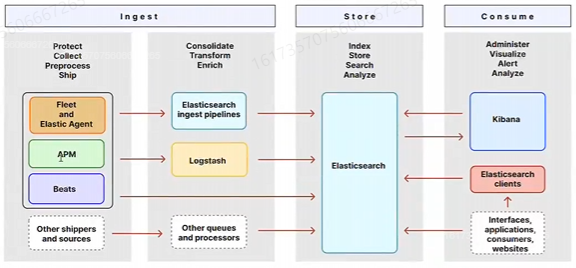 Ingest
Store
Consume
Protect
Collect
Preprocess
Ship
Consolidate
Transform
Enrich
Index
Store
Search
Analyze
Administer
Visualize
Alert
Analyze
Fleet
and
Elastic Agent
APM
Beats
Other shippers
and sources
Elasticsearch
ingest pipelines
Logstash
Other queues
and processors
Elasticsearch
Kibana
Elasticsearch
clients
Interfaces,
applications,
consumers,
websites